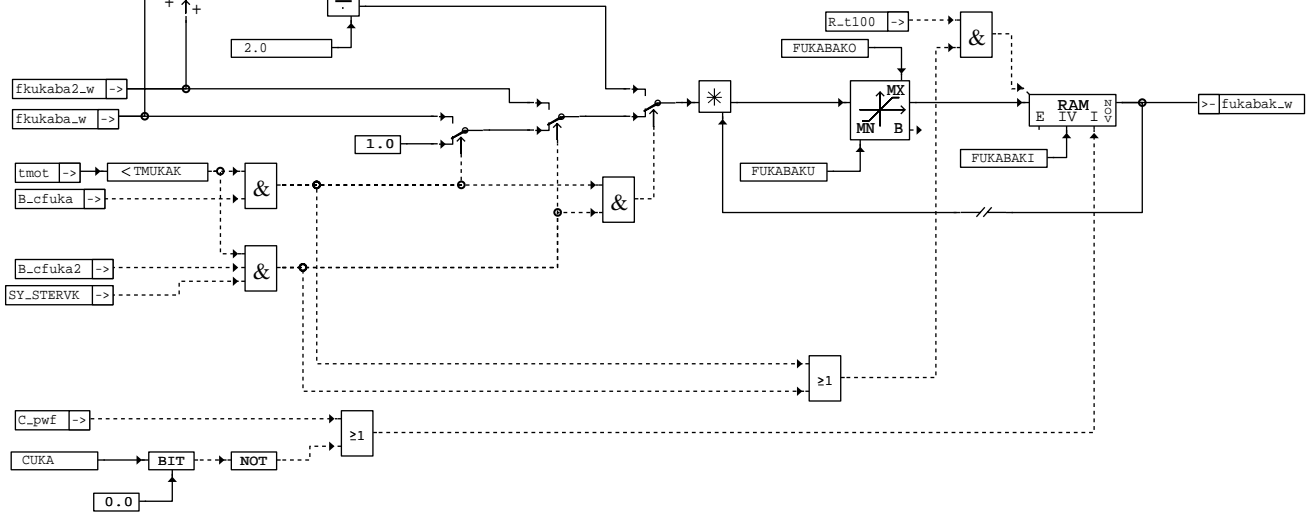 + +
÷
2.0
R_t100 ->
&
FUKABAKO
fkukaba2_w ->
fkukaba_w ->
1.0
*
MX
MN B
RAM
E IV I
NOV
>- fukabak_w
FUKABAKI
FUKABAKU
tmot ->
<TMUKAK
B_cfuka ->
&
&
B_cfuka2 ->
SY_STERVK ->
&
≥1
C_pwf ->
≥1
CUKA
BIT
NOT
0.0